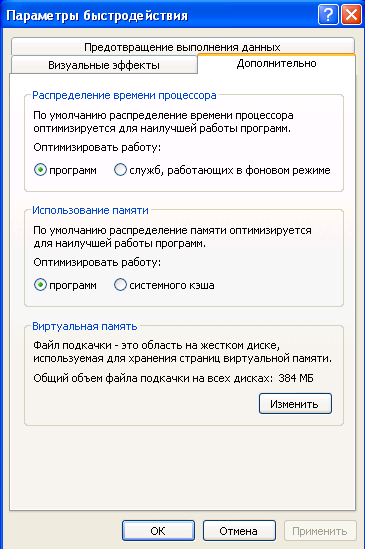 Параметры быстродействия
Предотвращение выполнения данных
Визуальные эффекты
Дополнительно
Распределение времени процессора
По умолчанию распределение времени процессора
оптимизируется для наилучшей работы программ.
Оптимизировать работу:
программ
служб, работающих в фоновом режиме
Использование памяти
По умолчанию распределение памяти оптимизируется
для наилучшей работы программ.
Оптимизировать работу:
программ
системного кэша
Виртуальная память
Файл подкачки - это область на жестком диске,
используемая для хранения страниц виртуальной памяти.
Общий объем файла подкачки на всех дисках: 384 МБ
Изменить
ОК
Отмена
Применить